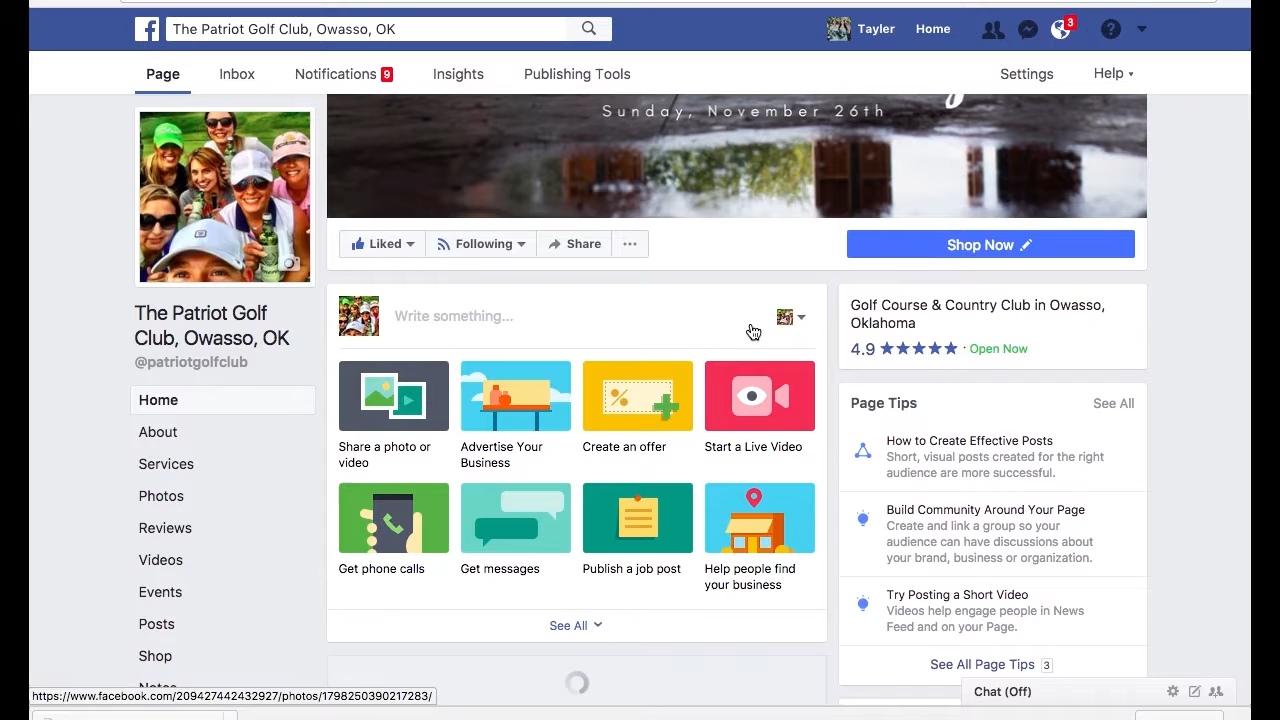 The Patriot Golf Club, Owasso, OK
Tayler
Home
3
Page
Inbox
Notifications 9
Insights
Publishing Tools
Settings
Help
Sunday, November 26th
Liked
Following
Share
Shop Now
The Patriot Golf
Club, Owasso, OK
@patriotgolfclub
Home
About
Services
Photos
Reviews
Videos
Events
Posts
Shop
Notes
Write something...
Share a photo or
video
Advertise Your
Business
Create an offer
Start a Live Video
Get phone calls
Get messages
Publish a job post
Help people find
your business
See All
Golf Course & Country Club in Owasso,
Oklahoma
4.9 ★★★★★ · Open Now
Page Tips
See All
How to Create Effective Posts
Short, visual posts created for the right
audience are more successful.
Build Community Around Your Page
Create and link a group so your
audience can have discussions about
your brand, business or organization.
Try Posting a Short Video
Videos help engage people in News
Feed and on your Page.
See All Page Tips 3
https://www.facebook.com/209427442432927/photos/1798250390217283/
Chat (Off)